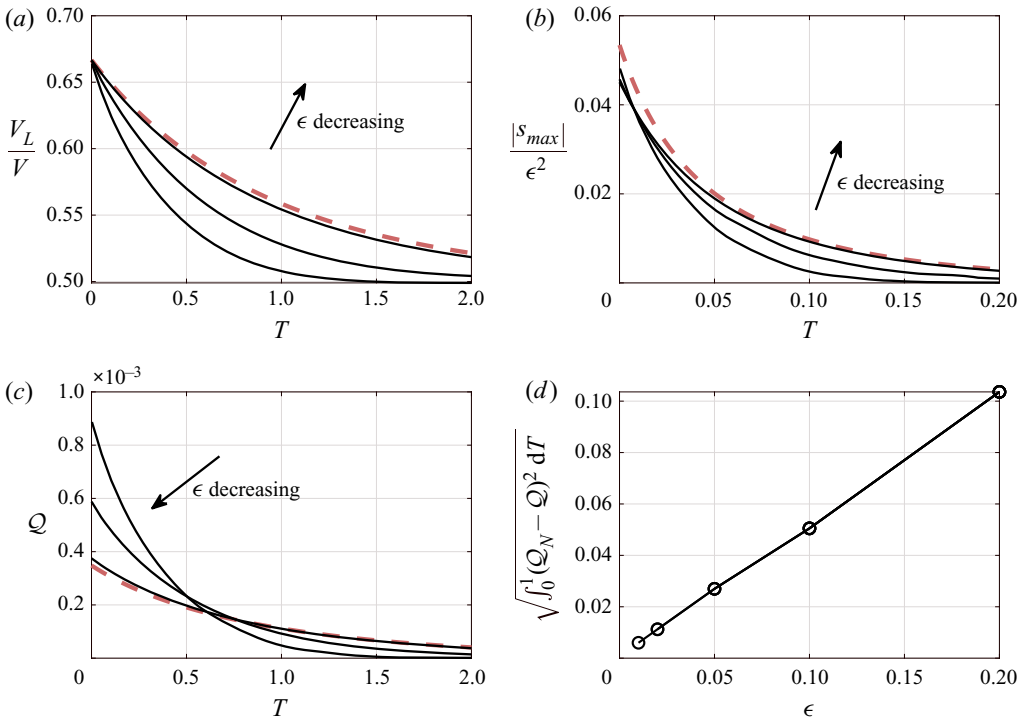 (a)
0.70
0.65
0.60
0.55
0.50
V_L
V
ϵ decreasing
0
0.5
1.0
1.5
2.0
T
(b)
0.06
0.04
0.02
|s_{max}|
ϵ^2
ϵ decreasing
0
0.05
0.10
0.15
0.20
T
(c)
×10^{–3}
1.0
0.8
0.6
0.4
0.2
𝒬
ϵ decreasing
0
0.5
1.0
1.5
2.0
T
(d)
0.10
0.08
0.06
0.04
0.02
√∫_0^1(𝒬_N – 𝒬)^2 dT
0
0.05
0.10
0.15
0.20
ϵ